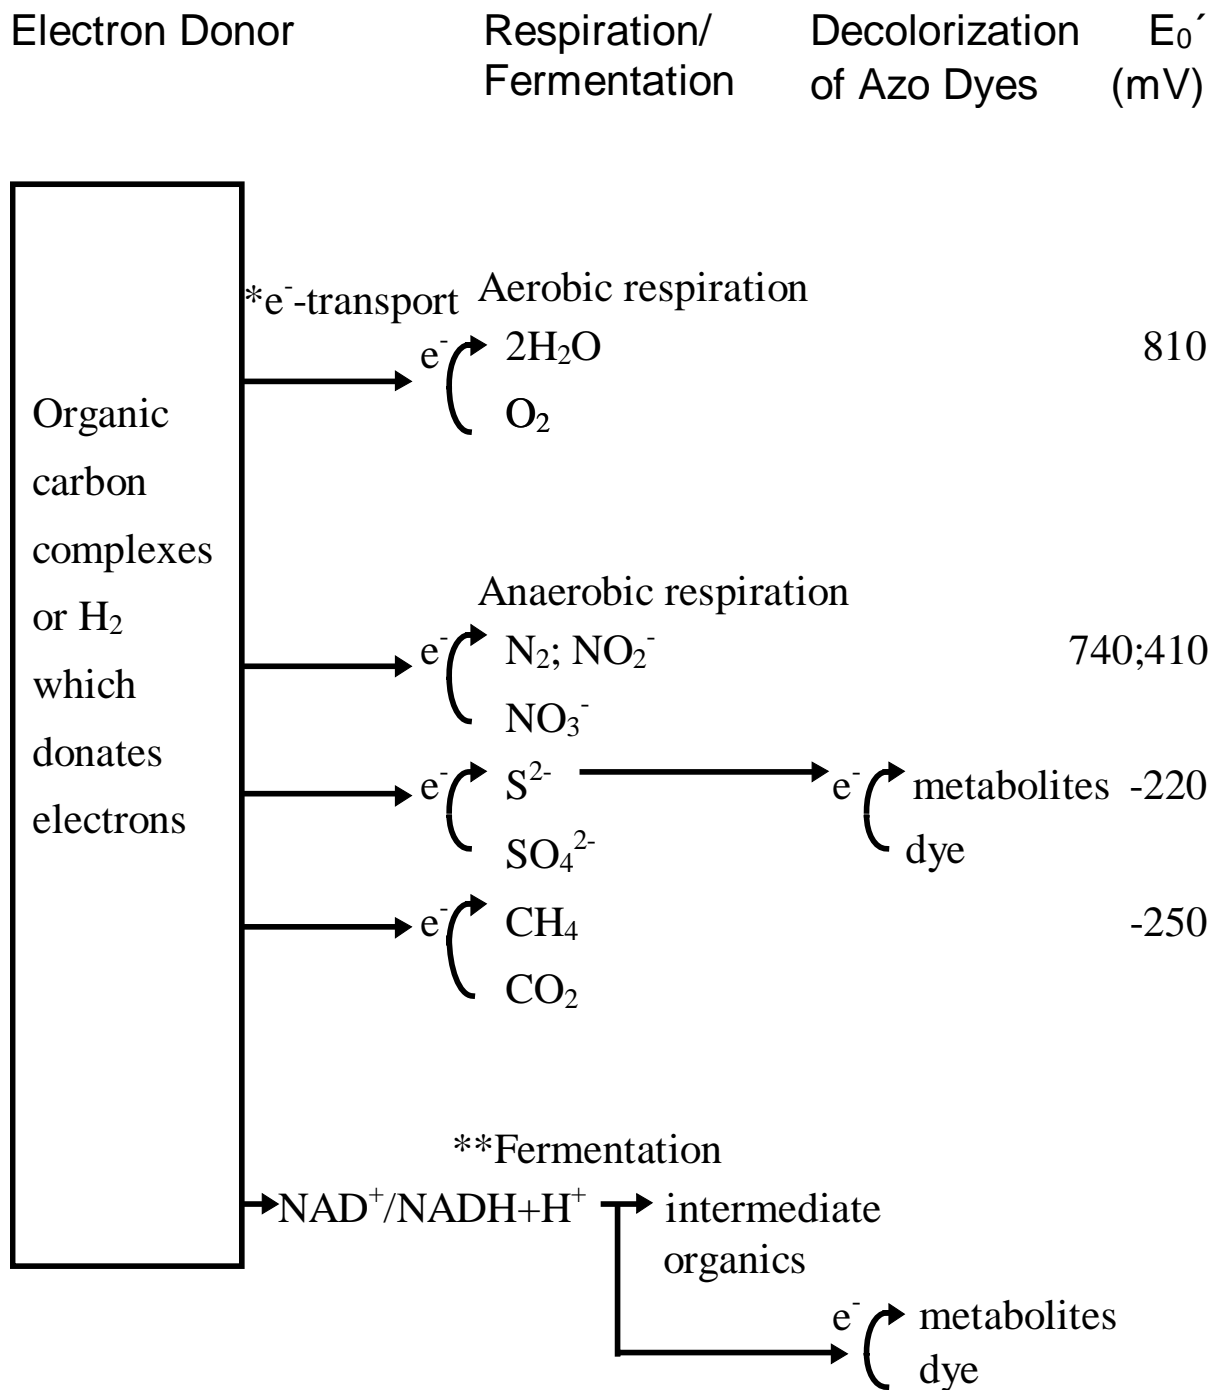 Electron Donor
Respiration/
Fermentation
Decolorization
of Azo Dyes
E₀´
(mV)
*e⁻-transport
Aerobic respiration
e⁻
2H₂O
810
O₂
Organic
carbon
complexes
or H₂
which
donates
electrons
Anaerobic respiration
e⁻
N₂; NO₂⁻
740;410
NO₃⁻
e⁻
S²⁻
e⁻
metabolites
-220
SO₄²⁻
dye
e⁻
CH₄
-250
CO₂
**Fermentation
NAD⁺/NADH+H⁺
intermediate
organics
e⁻
metabolites
dye